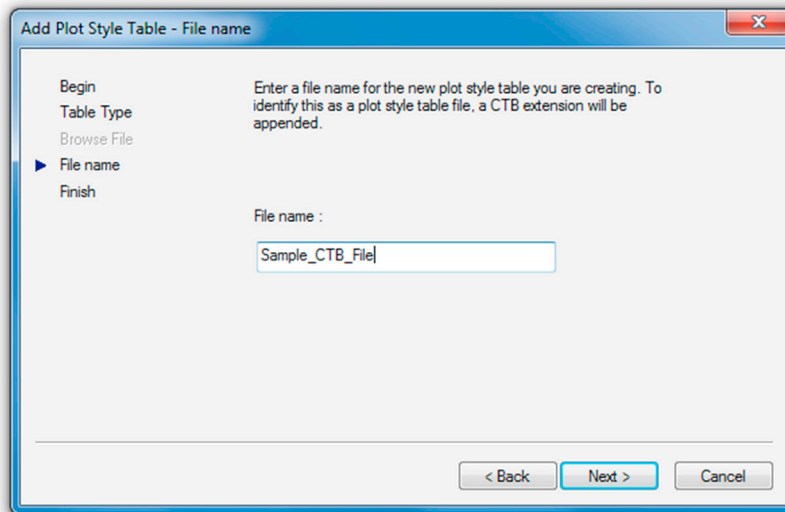 Add Plot Style Table - File name
Begin
Table Type
Browse File
File name
Finish
Enter a file name for the new plot style table you are creating. To
identify this as a plot style table file, a CTB extension will be
appended.
File name :
Sample_CTB_File
< Back
Next >
Cancel